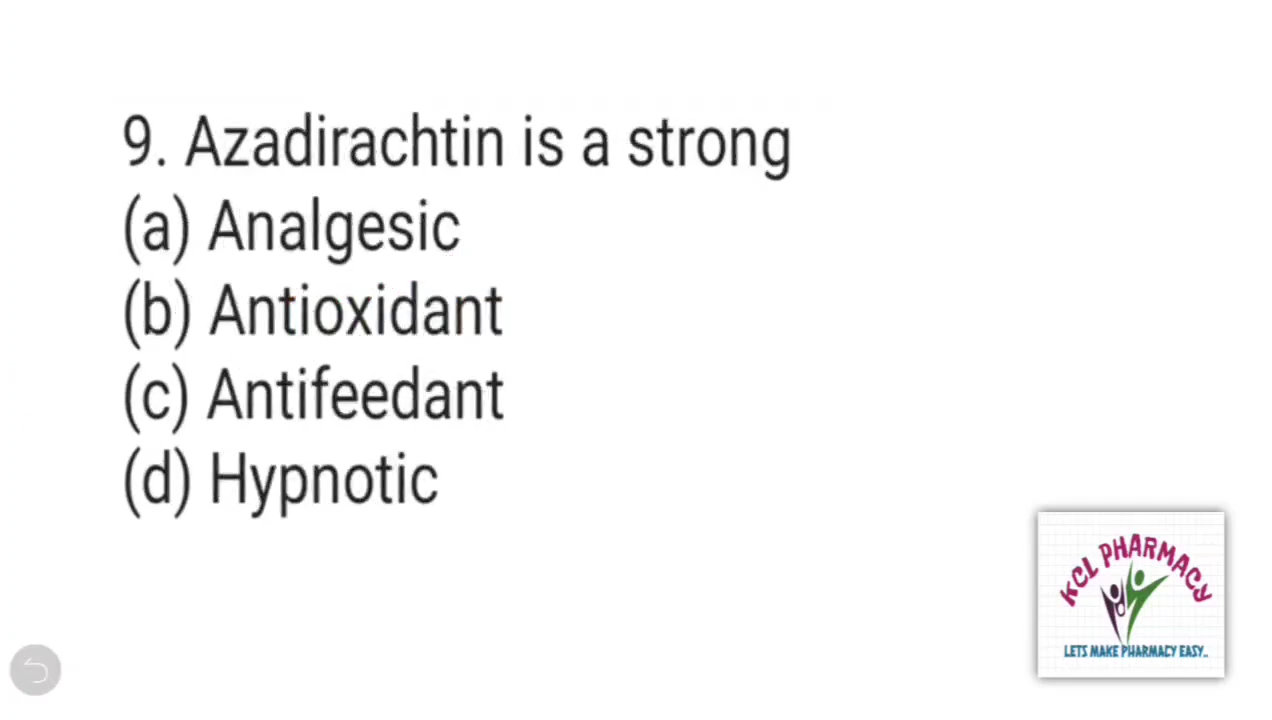 9. Azadirachtin is a strong
(a) Analgesic
(b) Antioxidant
(c) Antifeedant
(d) Hypnotic
KCL PHARMACY
LETS MAKE PHARMACY EASY..